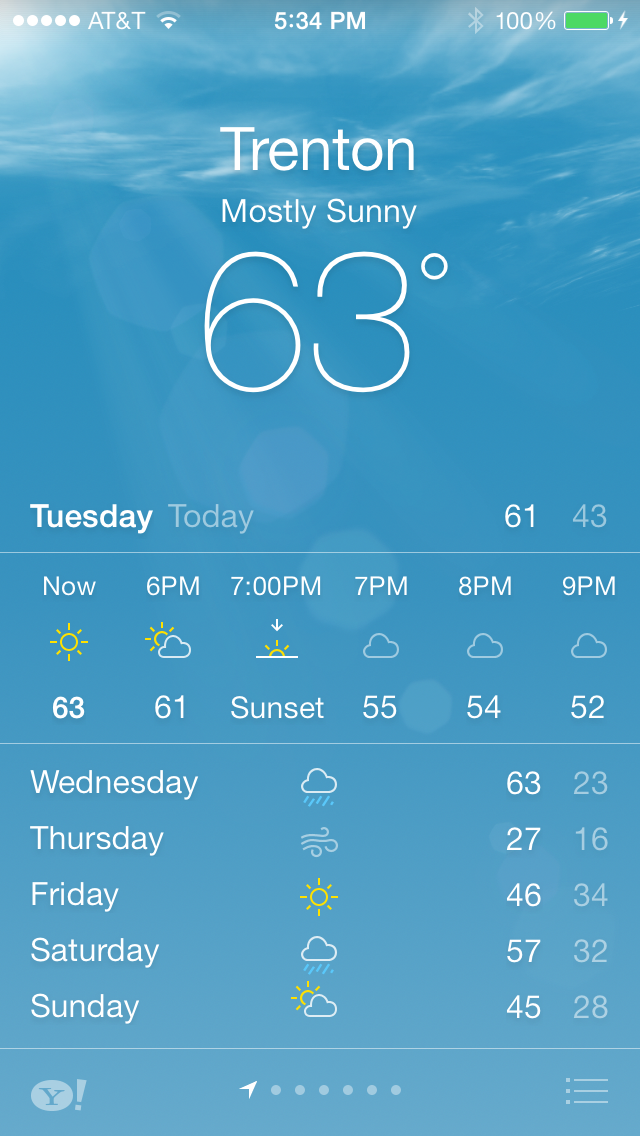 AT&T 5:34 PM 100%
Trenton
Mostly Sunny
63°
Tuesday Today 61 43
Now 6PM 7:00PM 7PM 8PM 9PM
63 61 Sunset 55 54 52
Wednesday 63 23
Thursday 27 16
Friday 46 34
Saturday 57 32
Sunday 45 28
Y!